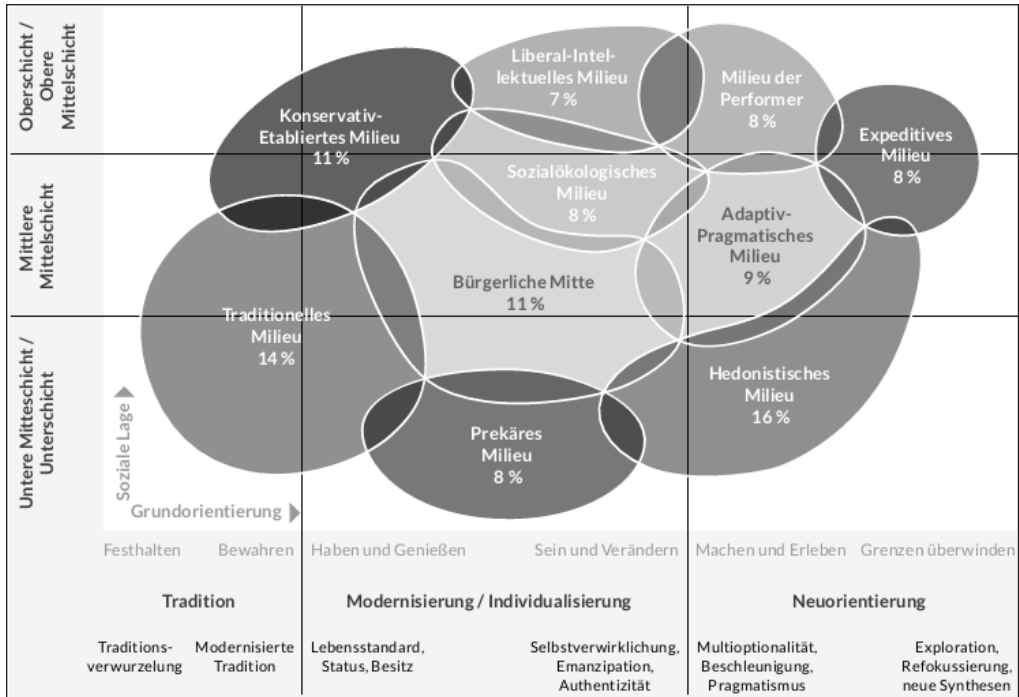 Oberschicht /
Obere
Mittelschicht
Mittlere
Mittelschicht
Untere Mitteschicht /
Unterschicht
Konservativ-
Etabliertes Milieu
11 %
Liberal-Intel-
lektuelles Milieu
7 %
Milieu der
Performer
8 %
Expeditives
Milieu
8 %
Sozialökologisches
Milieu
8 %
Adaptiv-
Pragmatisches
Milieu
9 %
Bürgerliche Mitte
11 %
Traditionelles
Milieu
14 %
Hedonistisches
Milieu
16 %
Prekäres
Milieu
8 %
Soziale Lage
Grundorientierung
Festhalten Bewahren Haben und Genießen Sein und Verändern Machen und Erleben Grenzen überwinden
Tradition Modernisierung / Individualisierung Neuorientierung
Traditions-
verwurzelung
Modernisierte
Tradition
Lebensstandard,
Status, Besitz
Selbstverwirklichung,
Emanzipation,
Authentizität
Multioptionalität,
Beschleunigung,
Pragmatismus
Exploration,
Refokussierung,
neue Synthesen